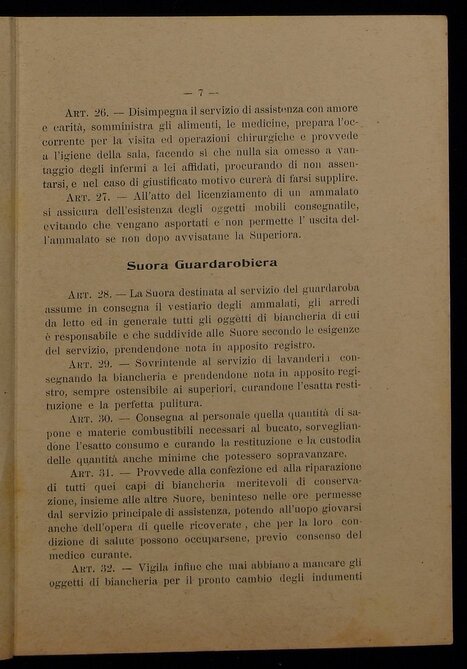 — 7 —
ART. 26. — Disimpegna il servizio di assistenza con amore
e carità, somministra gli alimenti, le medicine, prepara l'oc-
corrente per la visita ed operazioni chirurgiche e provvede
a l'igiene della sala, facendo sì che nulla sia omesso a van-
taggio degli infermi a lei affidati, procurando di non assen-
tarsi, e nel caso di giustificato motivo curerà di farsi supplire.
ART. 27. — All'atto del licenziamento di un ammalato
si assicura dell'esistenza degli oggetti mobili consegnatile,
evitando che vengano asportati e non permette l' uscita del-
l'ammalato se non dopo avvisatane la Superiora.
Suora Guardarobiera
ART. 28. — La Suora destinata al servizio del guardaroba
assume in consegna il vestiario degli ammalati, gli arredi
da letto ed in generale tutti gli oggetti di biancheria di cui
è responsabile e che suddivide alle Suore secondo le esigenze
del servizio, prendendone nota in apposito registro.
ART. 29. — Sovrintende al servizio di lavanderi con-
segnando la biancheria e prendendone nota in apposito regi-
stro, sempre ostensibile ai superiori, curandone l'esatta resti-
tuzione e la perfetta pulitura.
ART. 30. — Consegna al personale quella quantità di sa-
pone e materie combustibili necessari al bucato, sorveglian-
done l'esatto consumo e curando la restituzione e la custodia
delle quantità anche minime che potessero sopravanzare.
ART. 31. — Provvede alla confezione ed alla riparazione
di tutti quei capi di biancheria meritevoli di conserva-
zione, insieme alle altre Suore, beninteso nelle ore permesse
dal servizio principale di assistenza, potendo all'uopo giovarsi
anche dell'opera di quelle ricoverate , che per la loro con-
dizione di salute possono occuparsene, previo consenso del
medico curante.
ART. 32. — Vigila infine che mai abbiano a mancare gli
oggetti di biancheria per il pronto cambio degli indumenti